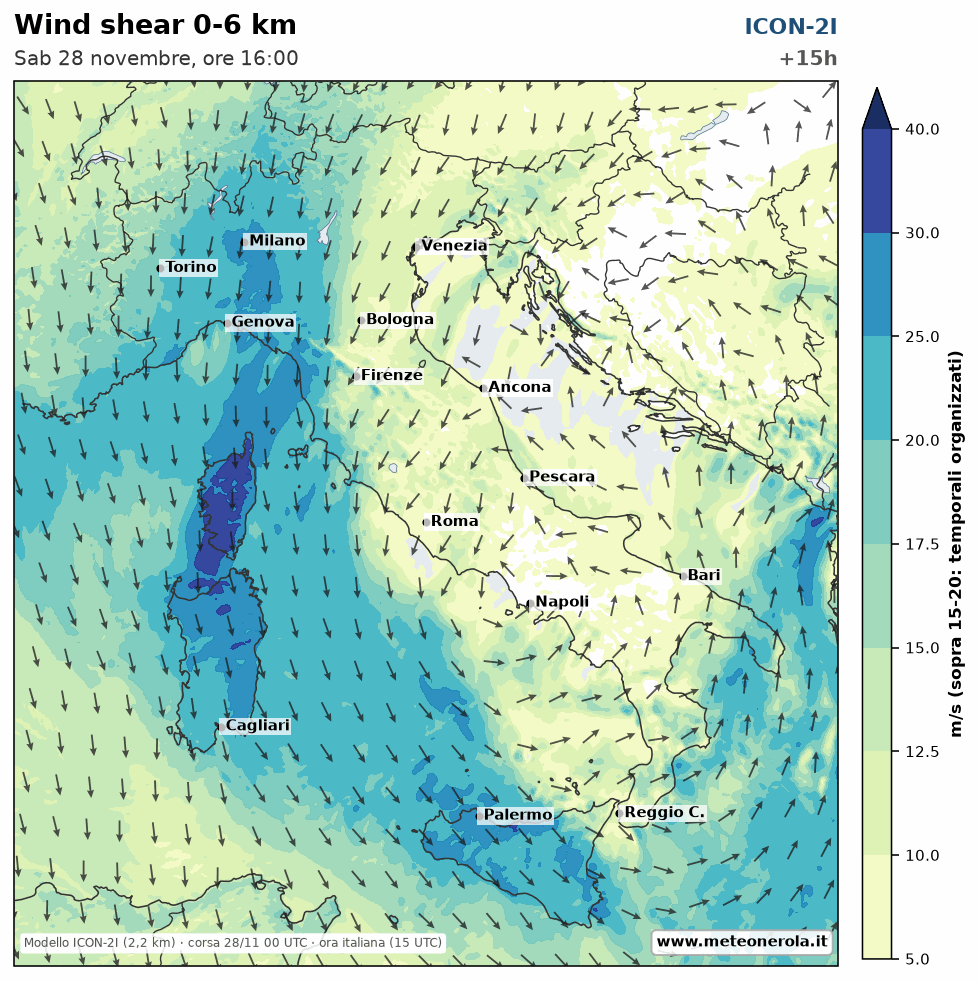 Wind shear 0-6 km
ICON-2I
Sab 28 novembre, ore 16:00
+15h
Milano
Venezia
Torino
Genova
Bologna
Firenze
Ancona
Pescara
Roma
Bari
Napoli
Cagliari
Palermo
Reggio C.
Modello ICON-2I (2,2 km) · corsa 28/11 00 UTC · ora italiana (15 UTC)
www.meteonerola.it
40.0
30.0
25.0
20.0
17.5
15.0
12.5
10.0
5.0
m/s (sopra 15-20: temporali organizzati)